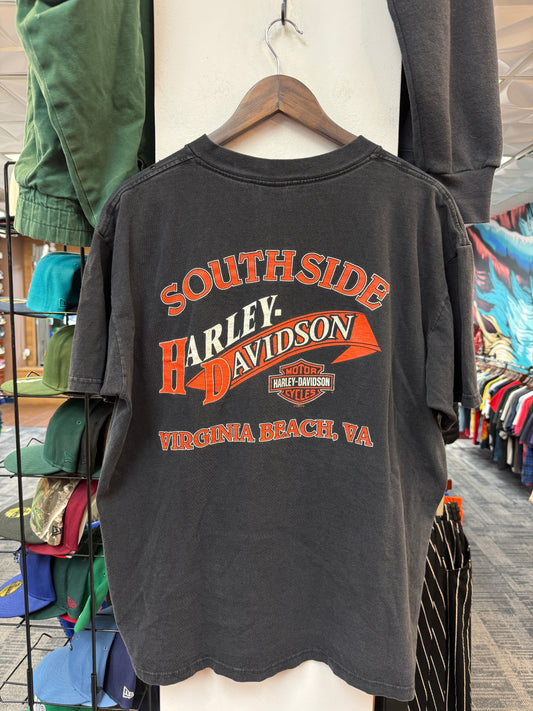 SOUTHSIDE
HARLEY-
DAVIDSON
MOTOR
HARLEY-DAVIDSON
CYCLES
VIRGINIA BEACH, VA